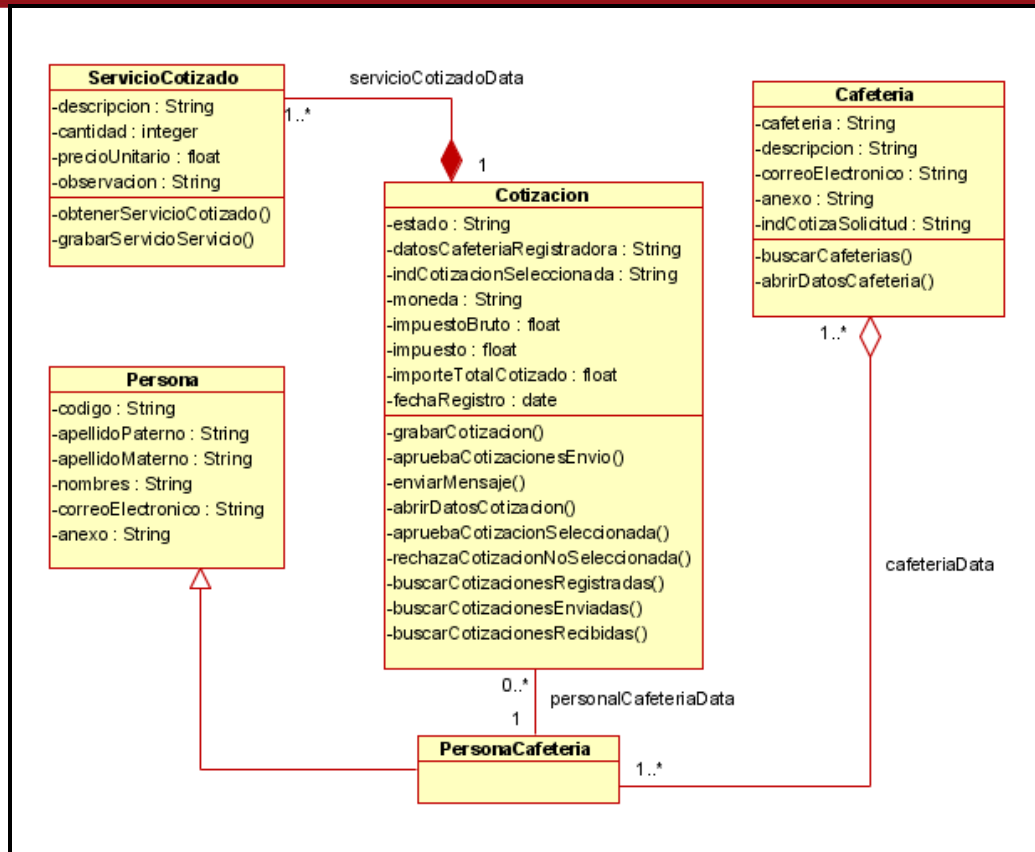 ServicioCotizado
-descripcion : String
-cantidad : integer
-precioUnitario : float
-observacion : String
-obtenerServicioCotizado()
-grabarServicioServicio()
servicioCotizadoData
1..*
1
Cafeteria
-cafeteria : String
-descripcion : String
-correoElectronico : String
-anexo : String
-indCotizaSolicitud : String
-buscarCafeterias()
-abrirDatosCafeteria()
1..*
Cotizacion
-estado : String
-datosCafeteriaRegistradora : String
-indCotizacionSeleccionada : String
-moneda : String
-impuestoBruto : float
-impuesto : float
-importeTotalCotizado : float
-fechaRegistro : date
-grabarCotizacion()
-apruebaCotizacionesEnvio()
-enviarMensaje()
-abrirDatosCotizacion()
-apruebaCotizacionSeleccionada()
-rechazaCotizacionNoSeleccionada()
-buscarCotizacionesRegistradas()
-buscarCotizacionesEnviadas()
-buscarCotizacionesRecibidas()
Persona
-codigo : String
-apellidoPaterno : String
-apellidoMaterno : String
-nombres : String
-correoElectronico : String
-anexo : String
cafeteriaData
0..*
personalCafeteriaData
1
PersonaCafeteria
1..*